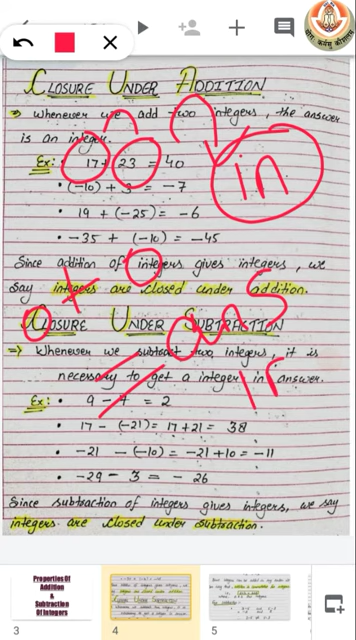 CLOSURE UNDER ADDITION
⇒ Whenever we add two integers, the answer
is an integer.
Ex: • 17 + 23 = 40
• (-10) + 3 = -7
• 19 + (-25) = -6
• -35 + (-10) = -45
in
Since addition of integers gives integers, we
say integers are closed under addition.
CLOSURE UNDER SUBTRACTION
⇒ Whenever we subtract two integers, it is
necessary to get a integer in answer.
Ex: • 9 - 7 = 2
• 17 - (-21) = 17 + 21 = 38
• -21 - (-10) = -21 + 10 = -11
• -29 - 3 = - 26
Since subtraction of integers gives integers, we say
integers are closed under subtraction.
Properties Of
Addition
&
Subtraction
Of Integers
3
4
5